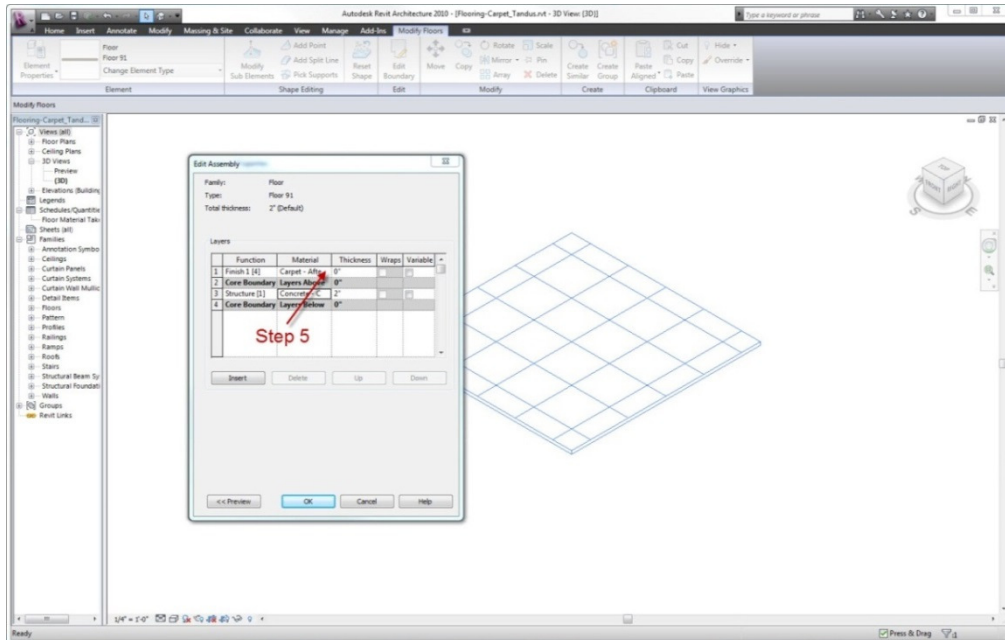 Autodesk Revit Architecture 2010 - [Flooring-Carpet_Tandus.rvt - 3D View: {3D}]
Type a keyword or phrase
Home Insert Annotate Modify Massing & Site Collaborate View Manage Add-Ins Modify Floors
Element Properties
Floor
Floor 91
Change Element Type
Modify Sub Elements
Add Point
Add Split Line
Pick Supports
Reset Shape
Edit Boundary
Move
Copy
Rotate
Mirror
Array
Scale
Pin
Delete
Create Similar
Create Group
Paste Aligned
Cut
Copy
Paste
Hide
Override
Element Shape Editing Edit Modify Create Clipboard View Graphics
Modify Floors
Flooring-Carpet_Tand...
Views (all)
Floor Plans
Ceiling Plans
3D Views
Preview
{3D}
Elevations (Building
Legends
Schedules/Quantitie
Floor Material Take
Sheets (all)
Families
Annotation Symbo
Ceilings
Curtain Panels
Curtain Systems
Curtain Wall Mullic
Detail Items
Floors
Pattern
Profiles
Railings
Ramps
Roofs
Stairs
Structural Beam Sy
Structural Foundati
Walls
Groups
Revit Links
Edit Assembly
Family: Floor
Type: Floor 91
Total thickness: 2" (Default)
Layers
Function Material Thickness Wraps Variable
1 Finish 1 [4] Carpet - Afte 0"
2 Core Boundary Layers Above 0"
3 Structure [1] Concrete - C 2"
4 Core Boundary Layers Below 0"
Step 5
Insert Delete Up Down
<< Preview OK Cancel Help
TOP
FRONT RIGHT
S E
1/4" = 1'-0"
Ready
Press & Drag